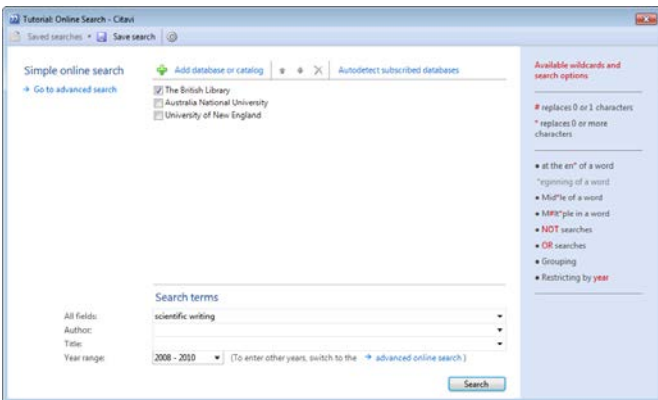 Tutorial: Online Search - Citavi
Saved searches Save search
Simple online search
Add database or catalog Autodetect subscribed databases
→ Go to advanced search
The British Library
Australia National University
University of New England
Search terms
All fields: scientific writing
Author:
Title:
Year range: 2008 - 2010 (To enter other years, switch to the → advanced online search)
Search
Available wildcards and
search options
# replaces 0 or 1 characters
* replaces 0 or more
characters
• at the en* of a word
*eginning of a word
• Mid*le of a word
• M#lt*ple in a word
• NOT searches
• OR searches
• Grouping
• Restricting by year